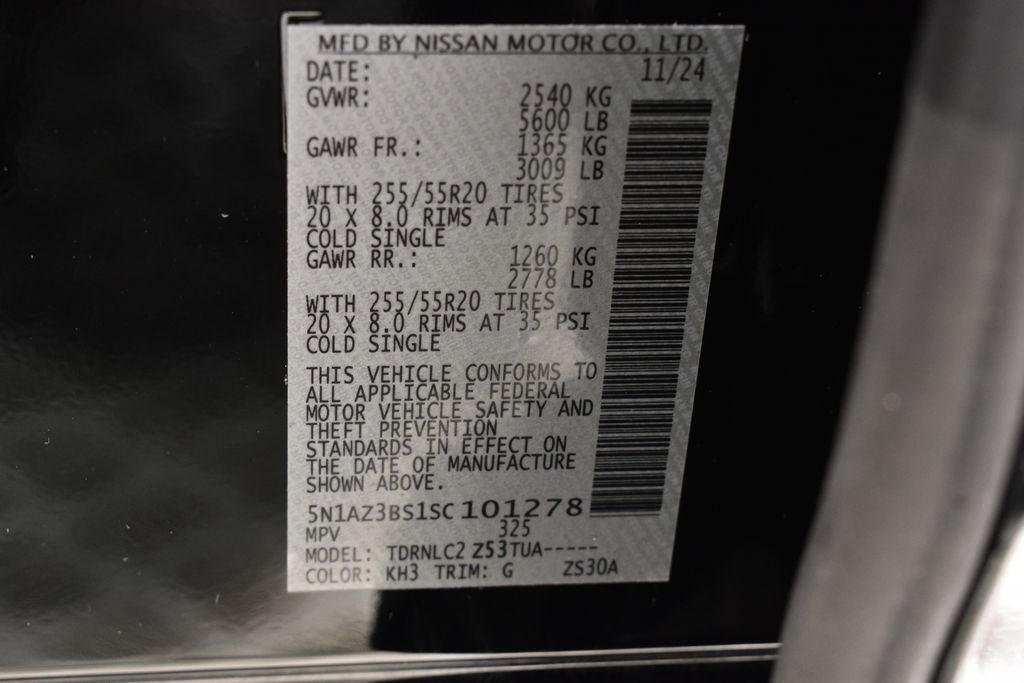 MFD BY NISSAN MOTOR CO., LTD.
DATE: 11/24
GVWR: 2540 KG
5600 LB
GAWR FR.: 1365 KG
3009 LB
WITH 255/55R20 TIRES
20 X 8.0 RIMS AT 35 PSI
COLD SINGLE
GAWR RR.: 1260 KG
2778 LB
WITH 255/55R20 TIRES
20 X 8.0 RIMS AT 35 PSI
COLD SINGLE
THIS VEHICLE CONFORMS TO
ALL APPLICABLE FEDERAL
MOTOR VEHICLE SAFETY AND
THEFT PREVENTION
STANDARDS IN EFFECT ON
THE DATE OF MANUFACTURE
SHOWN ABOVE.
5N1AZ3BS1SC101278
MPV 325
MODEL: TDRNLC2 Z53TUA-----
COLOR: KH3 TRIM: G ZS30A